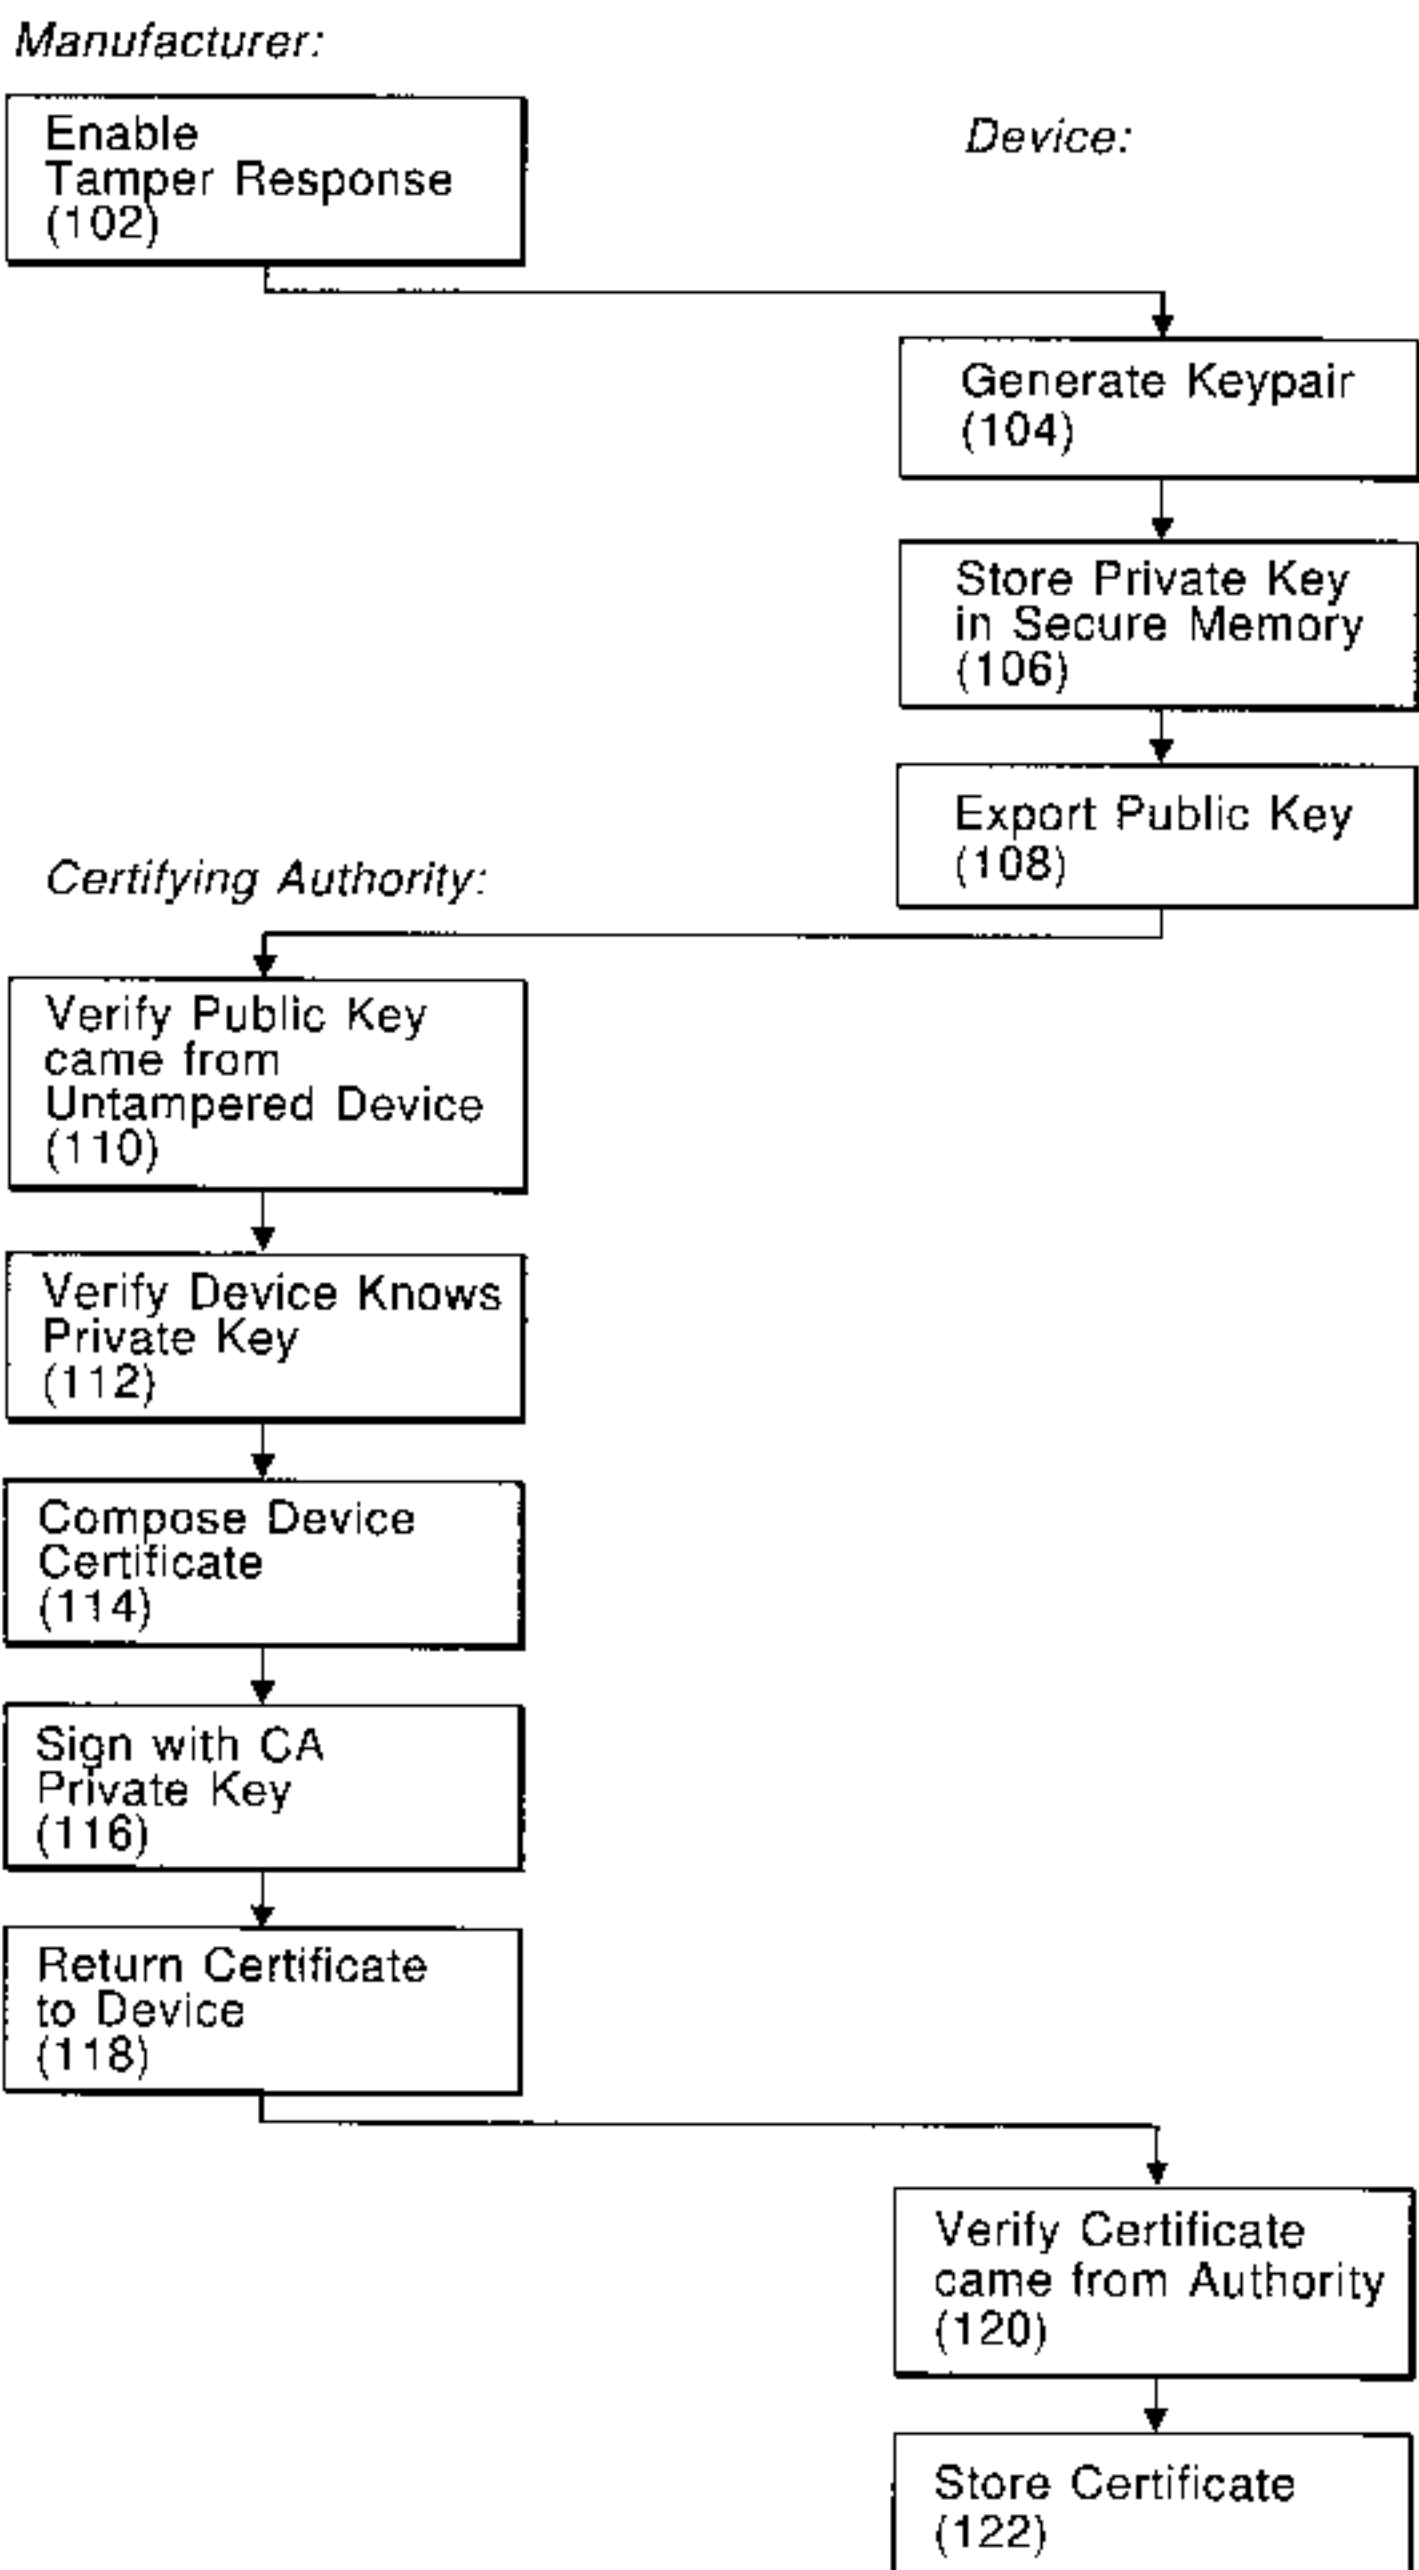 Manufacturer:
Enable
Tamper Response
(102)
Device:
Generate Keypair
(104)
Store Private Key
in Secure Memory
(106)
Export Public Key
(108)
Certifying Authority:
Verify Public Key
came from
Untampered Device
(110)
Verify Device Knows
Private Key
(112)
Compose Device
Certificate
(114)
Sign with CA
Private Key
(116)
Return Certificate
to Device
(118)
Verify Certificate
came from Authority
(120)
Store Certificate
(122)